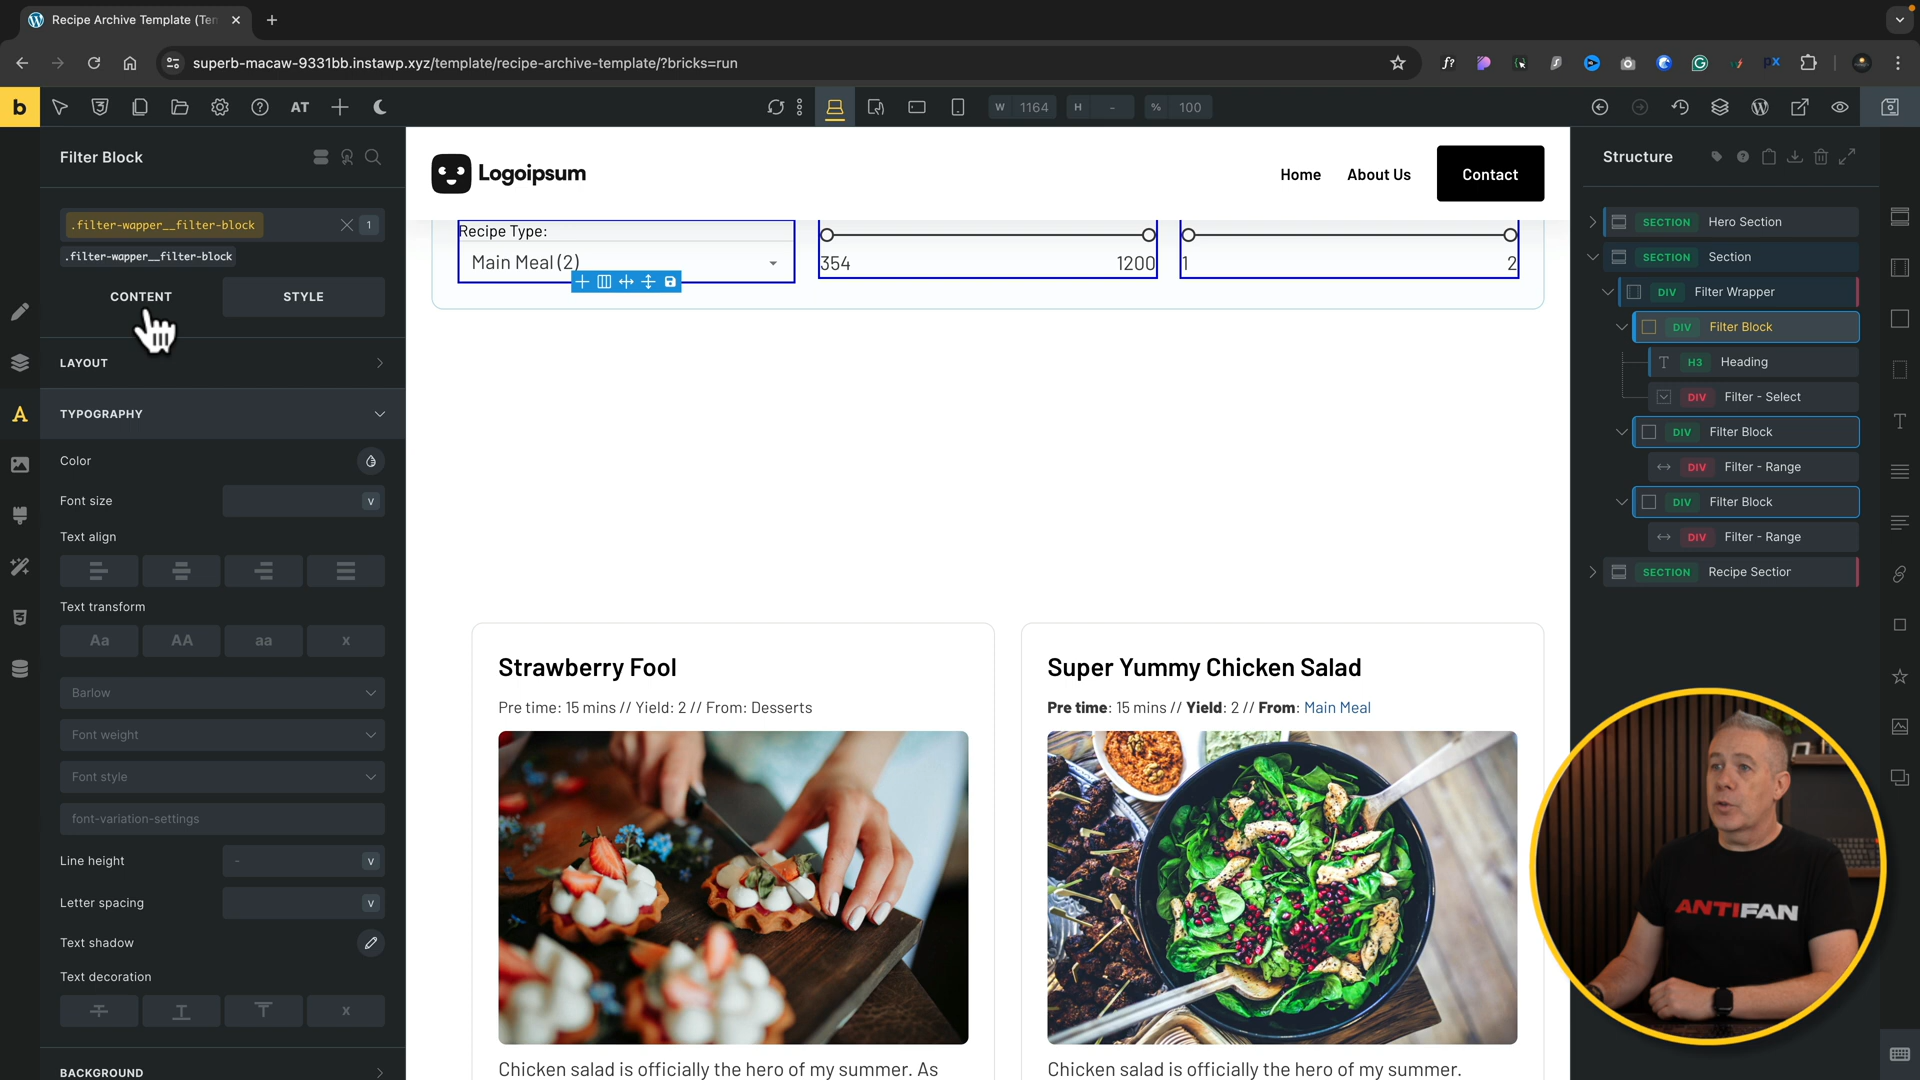 Recipe Archive Template (Ten
superb-macaw-9331bb.instawp.xyz/template/recipe-archive-template/?bricks=run
b
AT
W 1164
H -
% 100
Filter Block
.filter-wapper__filter-block
1
.filter-wapper__filter-block
CONTENT
STYLE
LAYOUT
TYPOGRAPHY
Color
Font size
v
Text align
Text transform
Aa
AA
aa
x
Barlow
Font weight
Font style
font-variation-settings
Line height
-
v
Letter spacing
v
Text shadow
Text decoration
x
BACKGROUND
Logoipsum
Home
About Us
Contact
Recipe Type:
Main Meal (2)
354
1200
1
2
Strawberry Fool
Pre time: 15 mins // Yield: 2 // From: Desserts
Chicken salad is officially the hero of my summer. As
Super Yummy Chicken Salad
Pre time: 15 mins // Yield: 2 // From: Main Meal
Chicken salad is officially the hero of my summer.
Structure
SECTION Hero Section
SECTION Section
DIV Filter Wrapper
DIV Filter Block
H3 Heading
DIV Filter - Select
DIV Filter Block
DIV Filter - Range
DIV Filter Block
DIV Filter - Range
SECTION Recipe Section
ANTIFAN